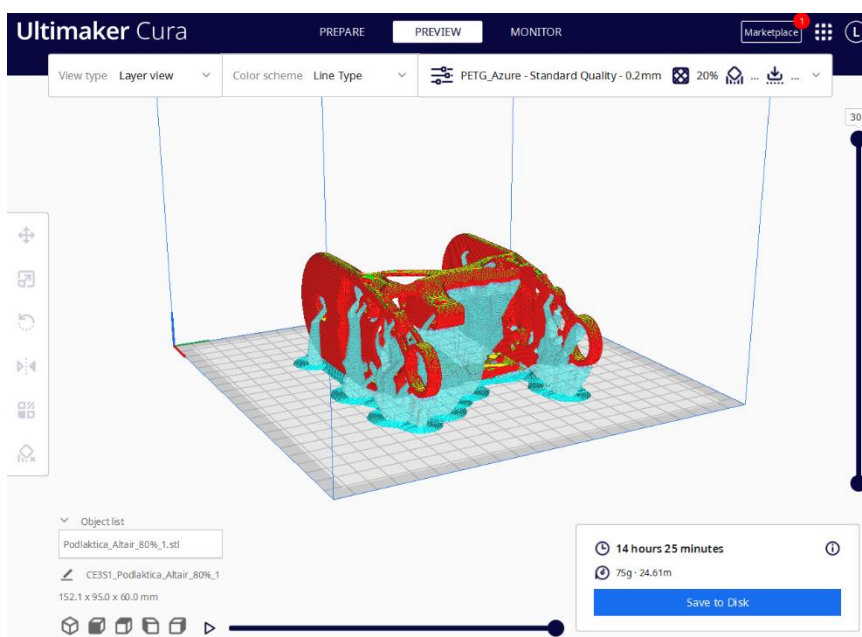 Ultimaker Cura
PREPARE
PREVIEW
MONITOR
Marketplace
1
L
View type Layer view
Color scheme Line Type
PETG_Azure - Standard Quality - 0.2mm
20%
...
...
30
Object list
Podlaktica_Altair_80%_1.stl
CE3S1_Podlaktica_Altair_80%_1
152.1 x 95.0 x 60.0 mm
14 hours 25 minutes
75g · 24.61m
Save to Disk